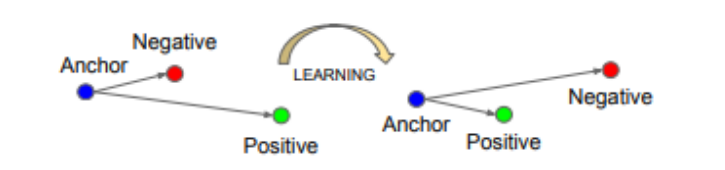 Negative
Anchor
Positive
LEARNING
Negative
Anchor
Positive